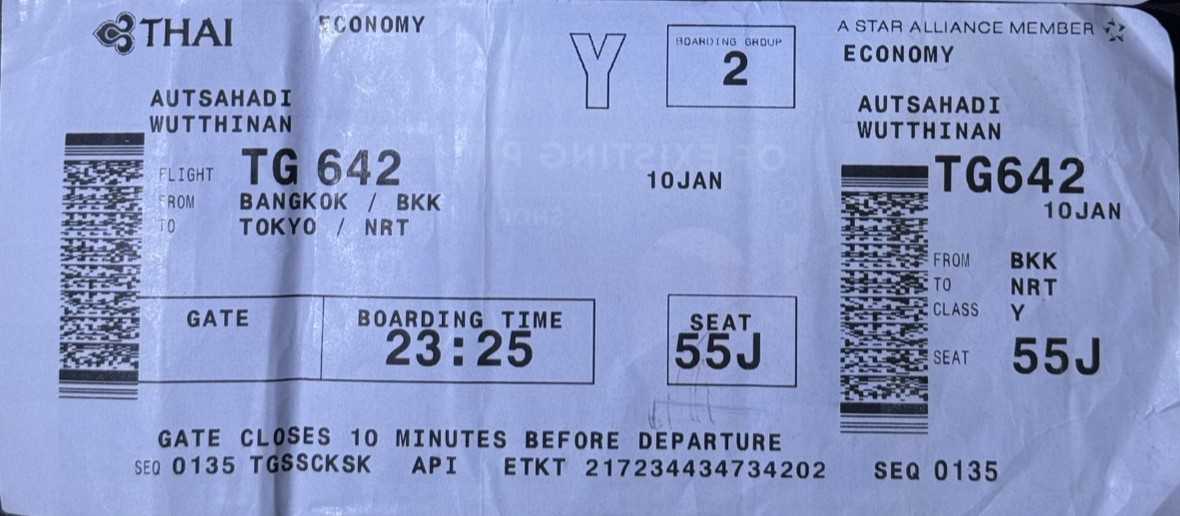 THAI ECONOMY
Y
BOARDING GROUP
2
AUTSAHADI
WUTTHINAN
FLIGHT TG 642
10JAN
FROM BANGKOK / BKK
TO TOKYO / NRT
GATE
BOARDING TIME
23:25
SEAT
55J
GATE CLOSES 10 MINUTES BEFORE DEPARTURE
SEQ 0135 TGSSCKSK API ETKT 217234434734202
A STAR ALLIANCE MEMBER
ECONOMY
AUTSAHADI
WUTTHINAN
TG642
10JAN
FROM BKK
TO NRT
CLASS Y
SEAT 55J
SEQ 0135